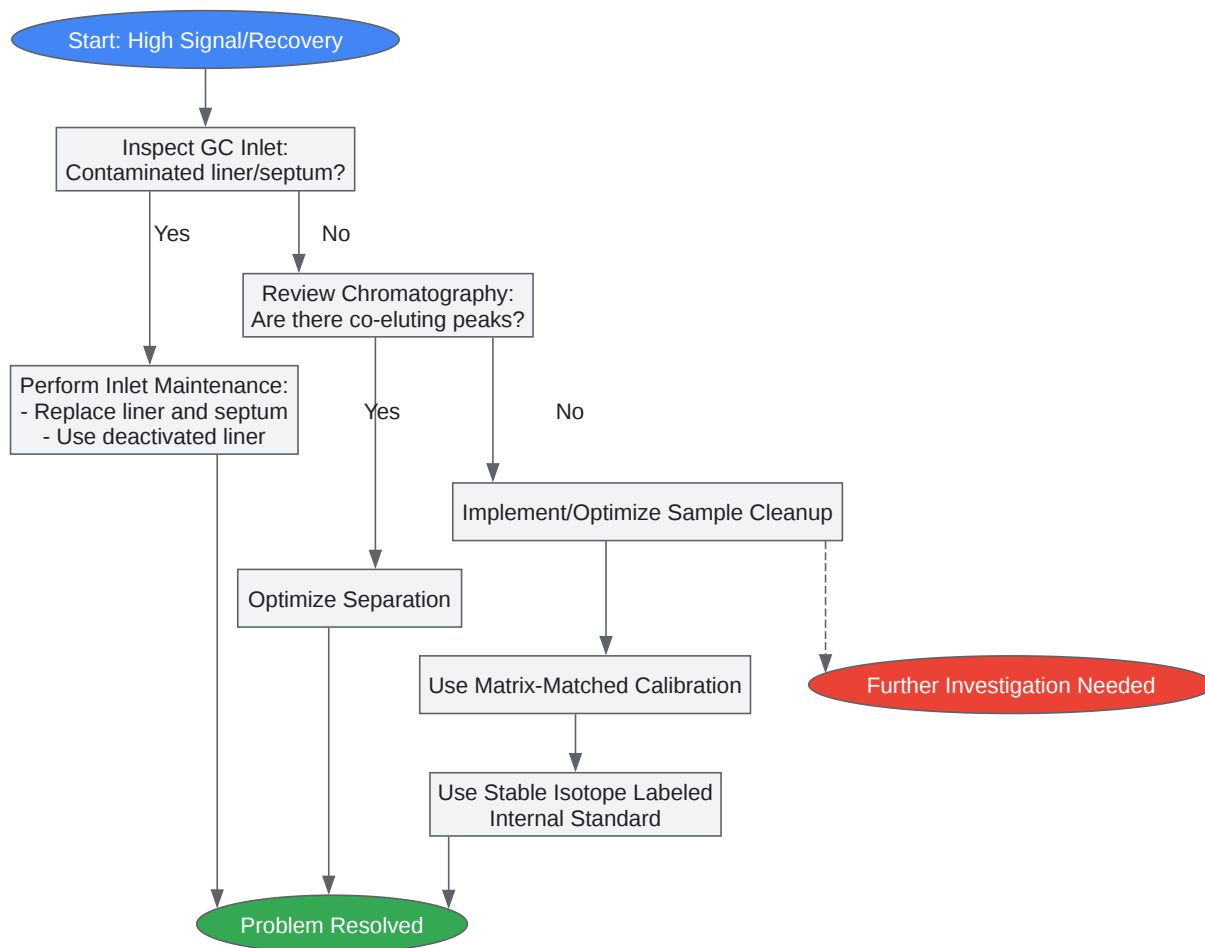 Start: High Signal/Recovery
Inspect GC Inlet:
Contaminated liner/septum?
Yes
No
Review Chromatography:
Are there co-eluting peaks?
Perform Inlet Maintenance:
- Replace liner and septum
- Use deactivated liner
Yes
No
Implement/Optimize Sample Cleanup
Optimize Separation
Use Matrix-Matched Calibration
Further Investigation Needed
Use Stable Isotope Labeled
Internal Standard
Problem Resolved